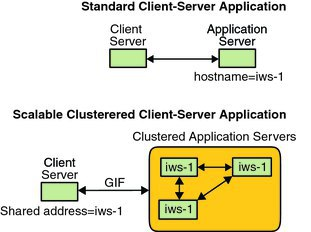 Standard Client-Server Application
Client
Server
Application
Server
hostname=iws-1
Scalable Clusterered Client-Server Application
Clustered Application Servers
Client
Server
GIF
Shared address=iws-1
iws-1
iws-1
iws-1